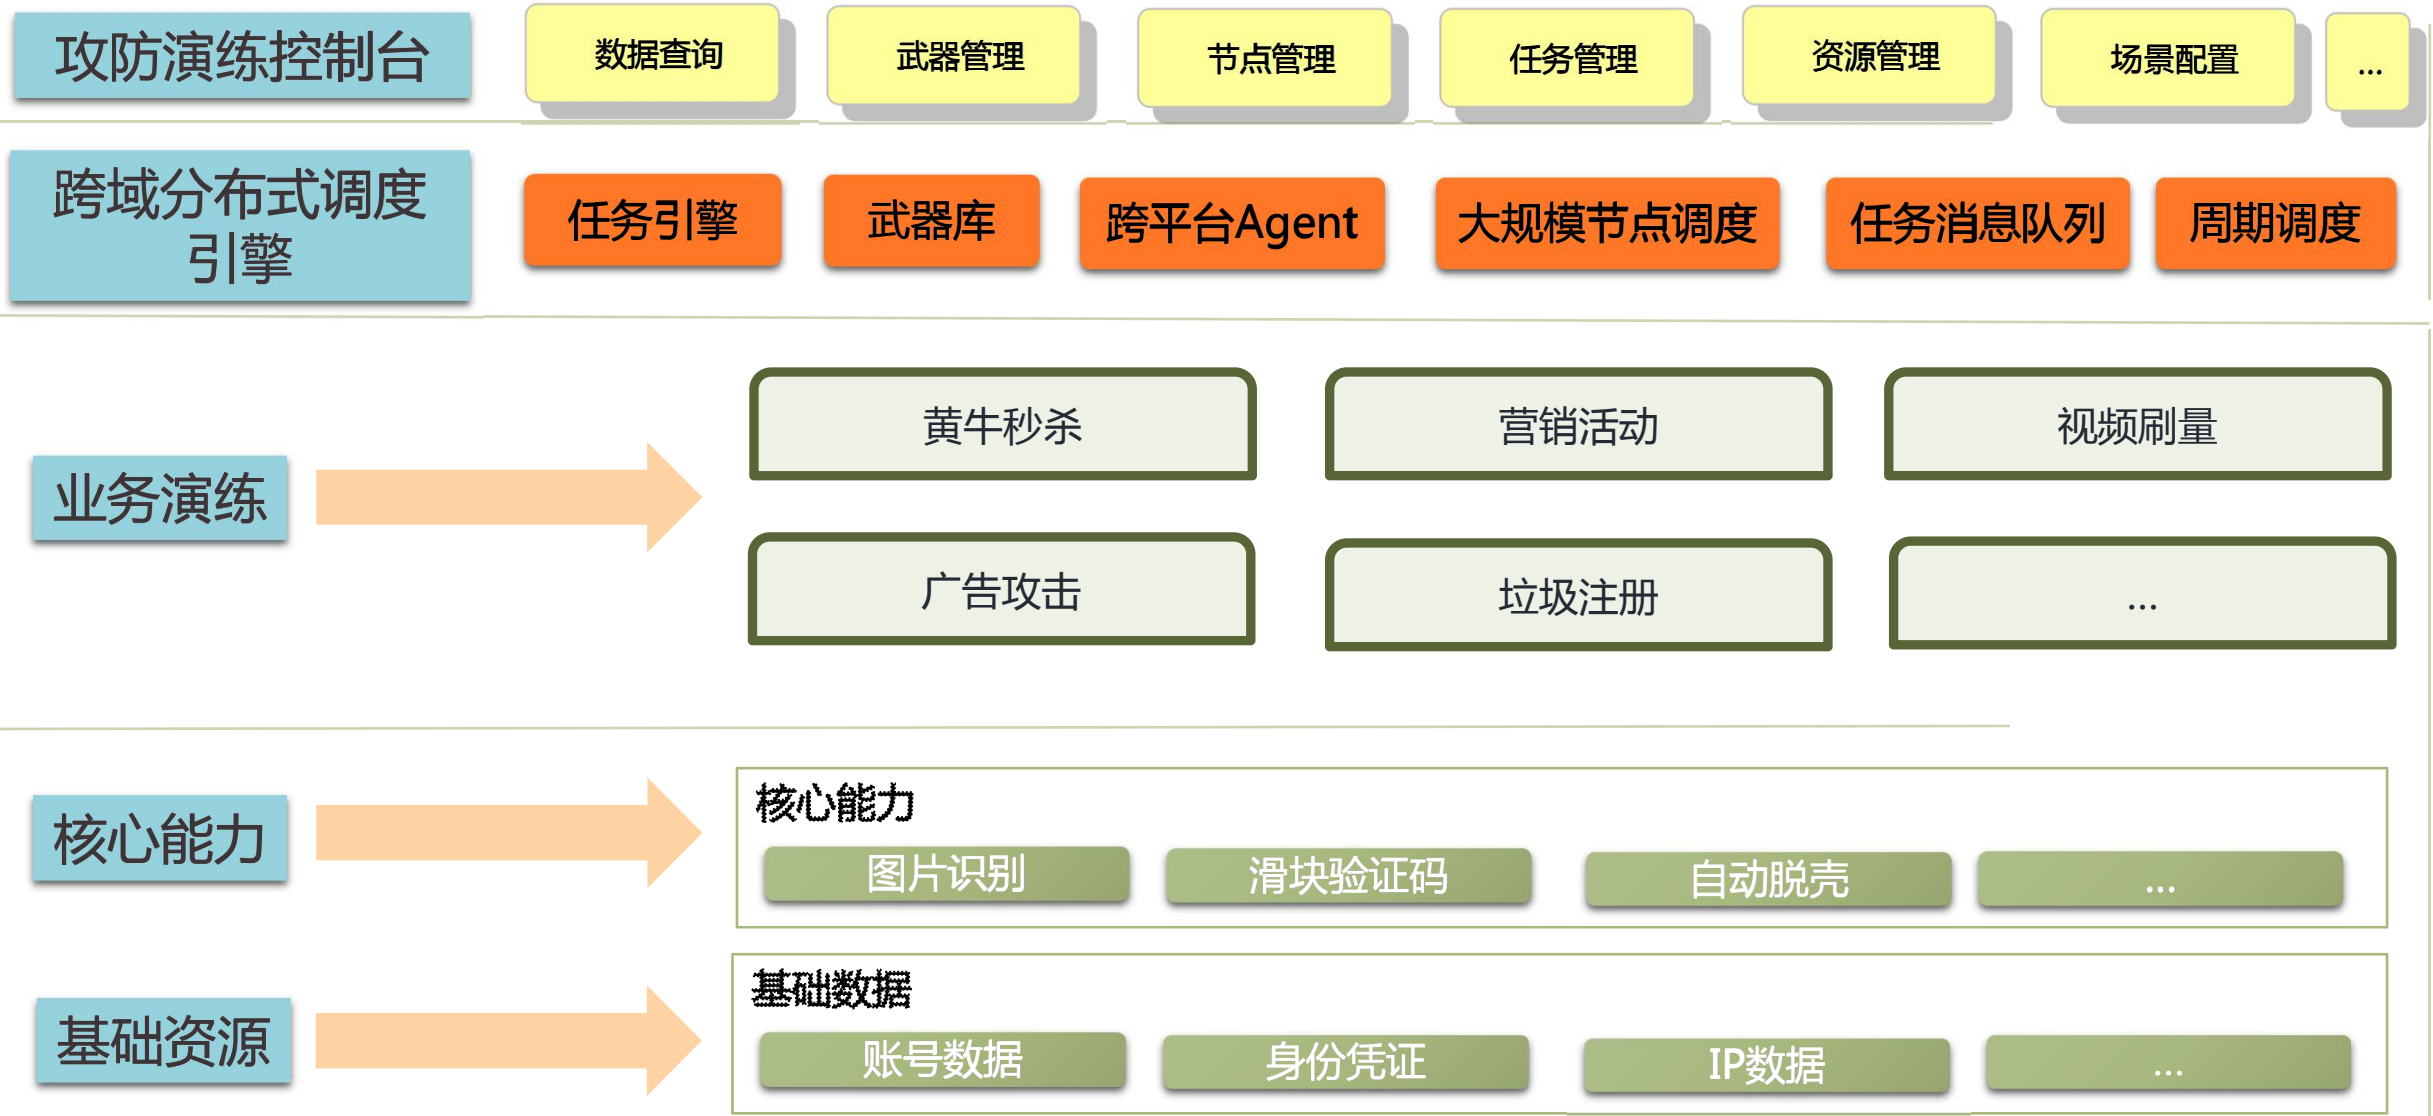 攻防演练控制台
数据查询
武器管理
节点管理
任务管理
资源管理
场景配置
...
跨域分布式调度
引擎
任务引擎
武器库
跨平台Agent
大规模节点调度
任务消息队列
周期调度
业务演练
黄牛秒杀
营销活动
视频刷量
广告攻击
垃圾注册
...
核心能力
核心能力
图片识别
滑块验证码
自动脱壳
...
基础资源
基础数据
账号数据
身份凭证
IP数据
...